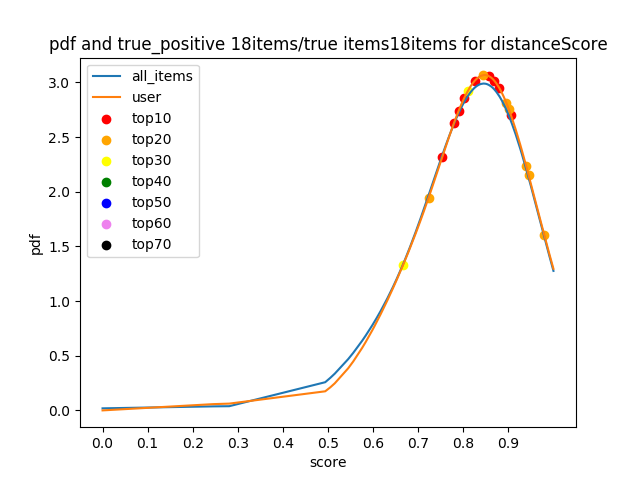 pdf and true_positive 18items/true items18items for distanceScore
all_items
user
top10
top20
top30
top40
top50
top60
top70
3.0
2.5
2.0
1.5
1.0
0.5
0.0
pdf
0.0 0.1 0.2 0.3 0.4 0.5 0.6 0.7 0.8 0.9
score